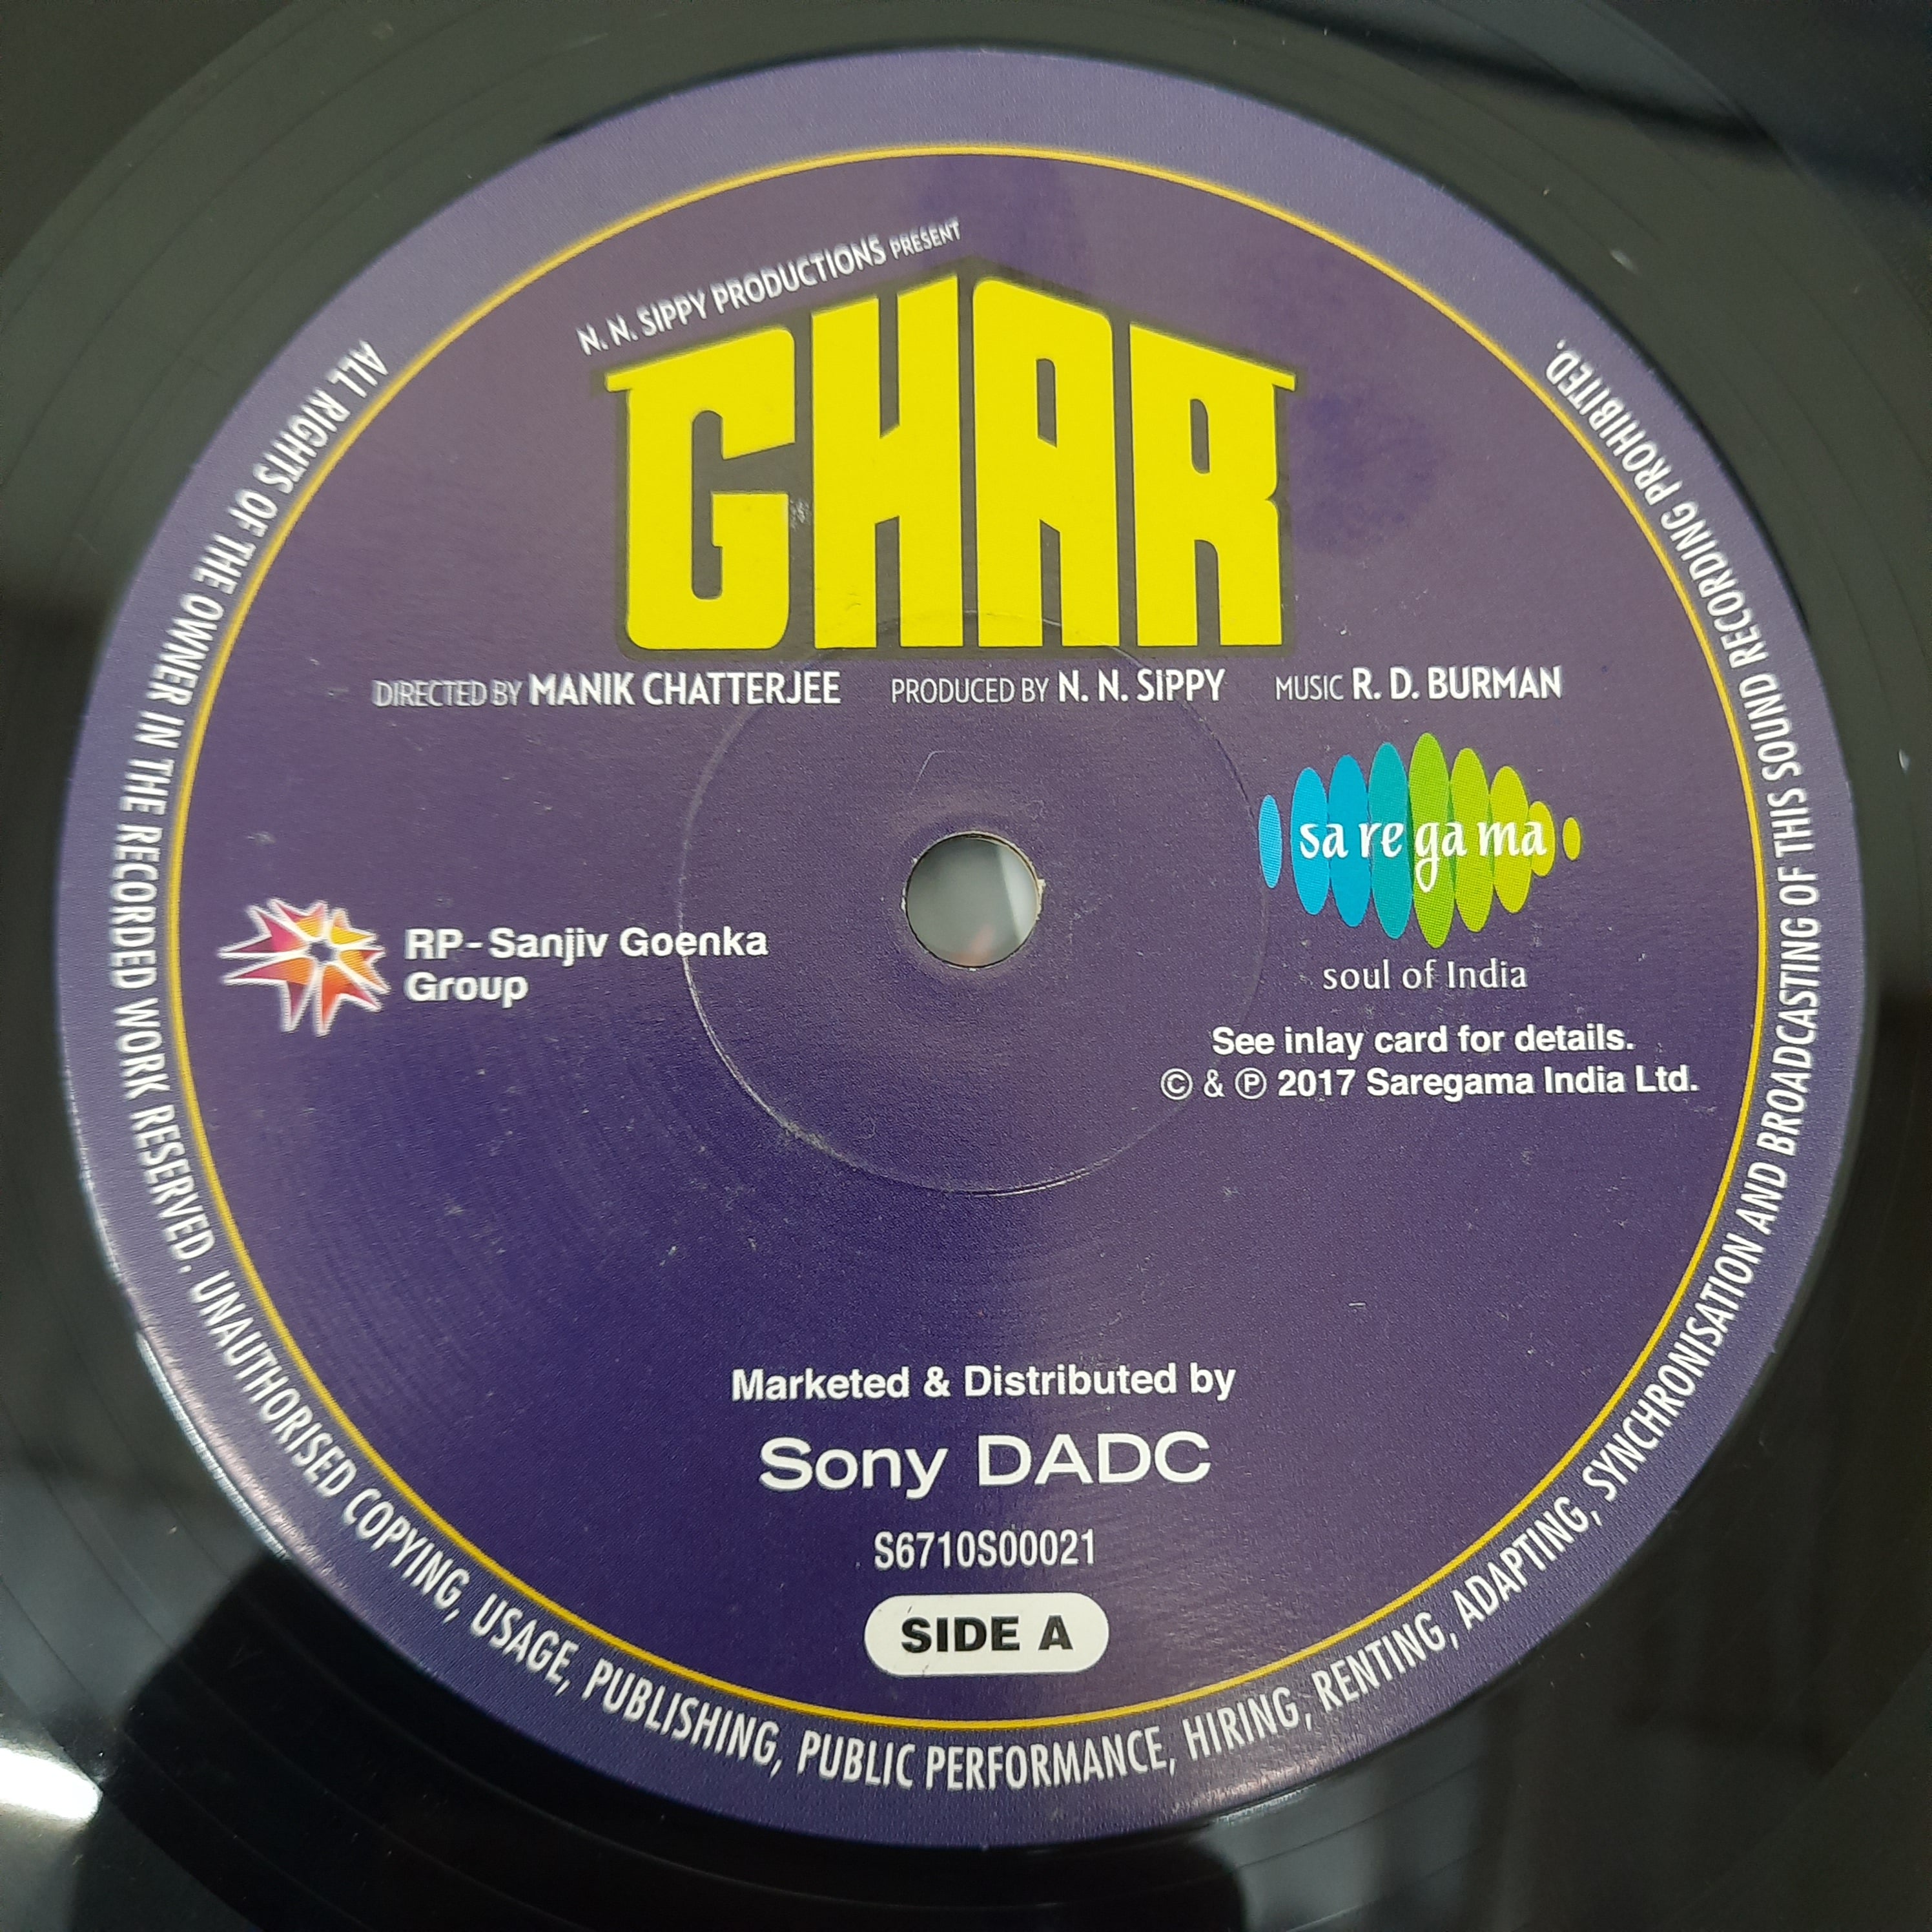 N. N. SIPPY PRODUCTIONS PRESENT
GHAR
DIRECTED BY MANIK CHATTERJEE PRODUCED BY N. N. SIPPY MUSIC R. D. BURMAN
sa re ga ma
soul of India
RP-Sanjiv Goenka
Group
See inlay card for details.
© & ℗ 2017 Saregama India Ltd.
Marketed & Distributed by
Sony DADC
S6710S00021
SIDE A
ALL RIGHTS OF THE OWNER IN THE RECORDED WORK RESERVED. UNAUTHORISED COPYING, USAGE, PUBLISHING, PUBLIC PERFORMANCE, HIRING, RENTING, ADAPTING, SYNCHRONISATION AND BROADCASTING OF THIS SOUND RECORDING PROHIBITED.